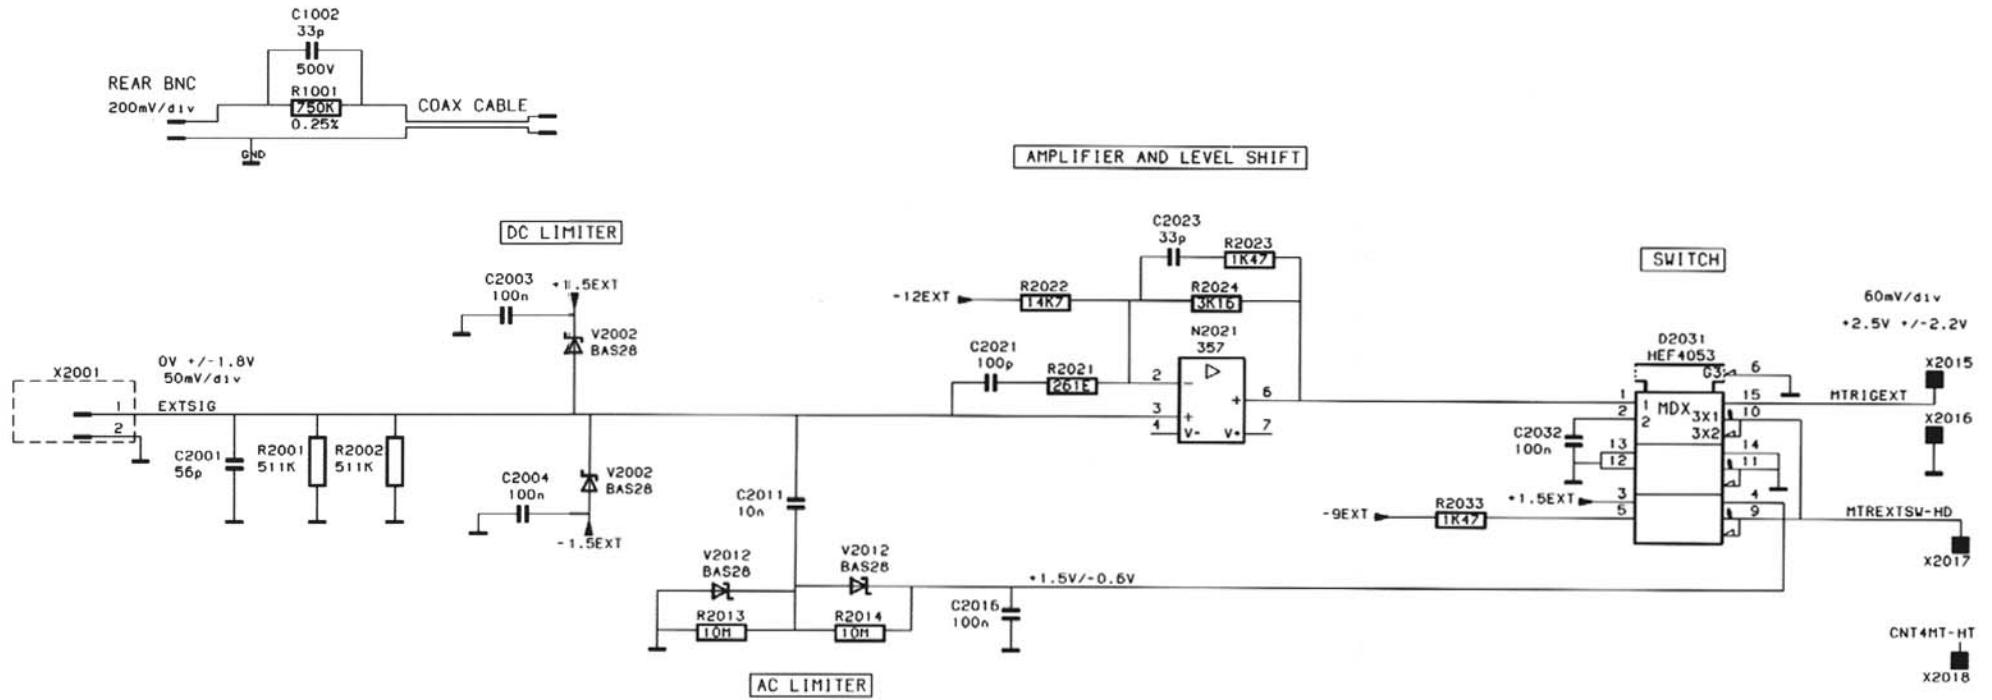 C1002
33p
500V
REAR BNC
200mV/div
R1001
750K
0.25%
COAX CABLE
GND
AMPLIFIER AND LEVEL SHIFT
DC LIMITER
C2003
100n
+1.5EXT
V2002
BAS28
C2023
33p
R2023
1K47
-12EXT
R2022
14K7
R2024
3K16
N2021
357
C2021
100p
R2021
261E
2
-
3
+
4
V-
+
6
V+
7
SWITCH
60mV/div
+2.5V +/-2.2V
D2031
HEF4053
G3
6
X2015
X2001
0V +/-1.8V
50mV/div
1
EXTSIG
2
C2001
56p
R2001
511K
R2002
511K
C2004
100n
V2002
BAS28
-1.5EXT
C2011
10n
1
2
1
2
MDX
3X1
3X2
15
10
MTRIGEXT
X2016
C2032
100n
13
12
14
11
+1.5EXT
3
4
-9EXT
R2033
1K47
5
9
MTREXTSW-HD
X2017
V2012
BAS28
V2012
BAS28
+1.5V/-0.6V
R2013
10M
R2014
10M
C2016
100n
AC LIMITER
CNT4MT-HT
X2018